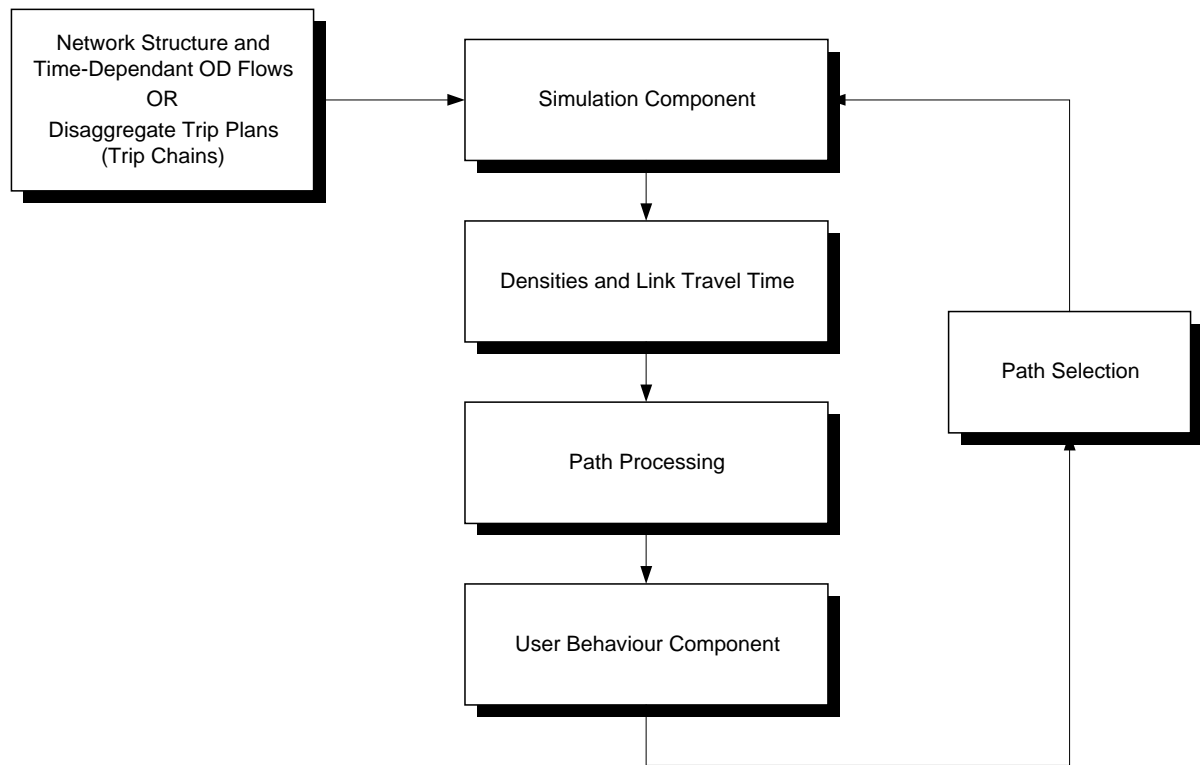 Network Structure and
Time-Dependant OD Flows
OR
Disaggregate Trip Plans
(Trip Chains)
Simulation Component
Densities and Link Travel Time
Path Selection
Path Processing
User Behaviour Component